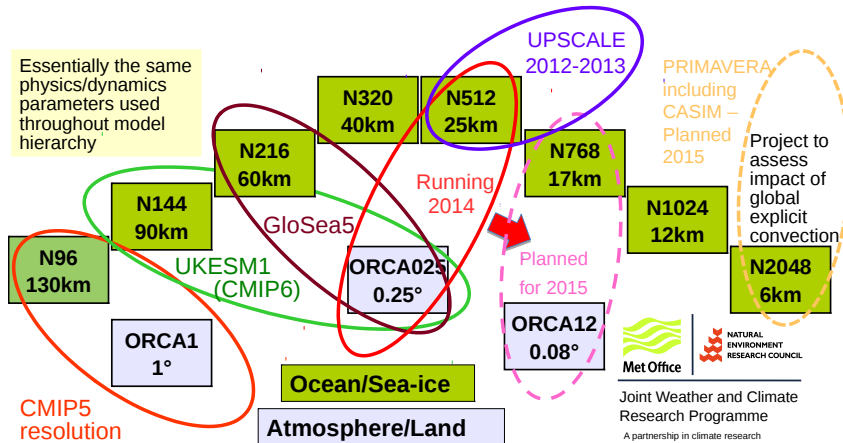 Essentially the same
physics/dynamics
parameters used
throughout model
hierarchy
UPSCALE
2012-2013
PRIMAVERA
including
CASIM –
Planned
2015
Project to
assess
impact of
global
explicit
convection
N320
40km
N512
25km
N216
60km
N768
17km
N144
90km
N1024
12km
N96
130km
N2048
6km
GloSea5
Running
2014
UKESM1
(CMIP6)
ORCA025
0.25°
Planned
for 2015
ORCA1
1°
ORCA12
0.08°
CMIP5
resolution
Ocean/Sea-ice
Atmosphere/Land
Met Office
NATURAL
ENVIRONMENT
RESEARCH COUNCIL
Joint Weather and Climate
Research Programme
A partnership in climate research